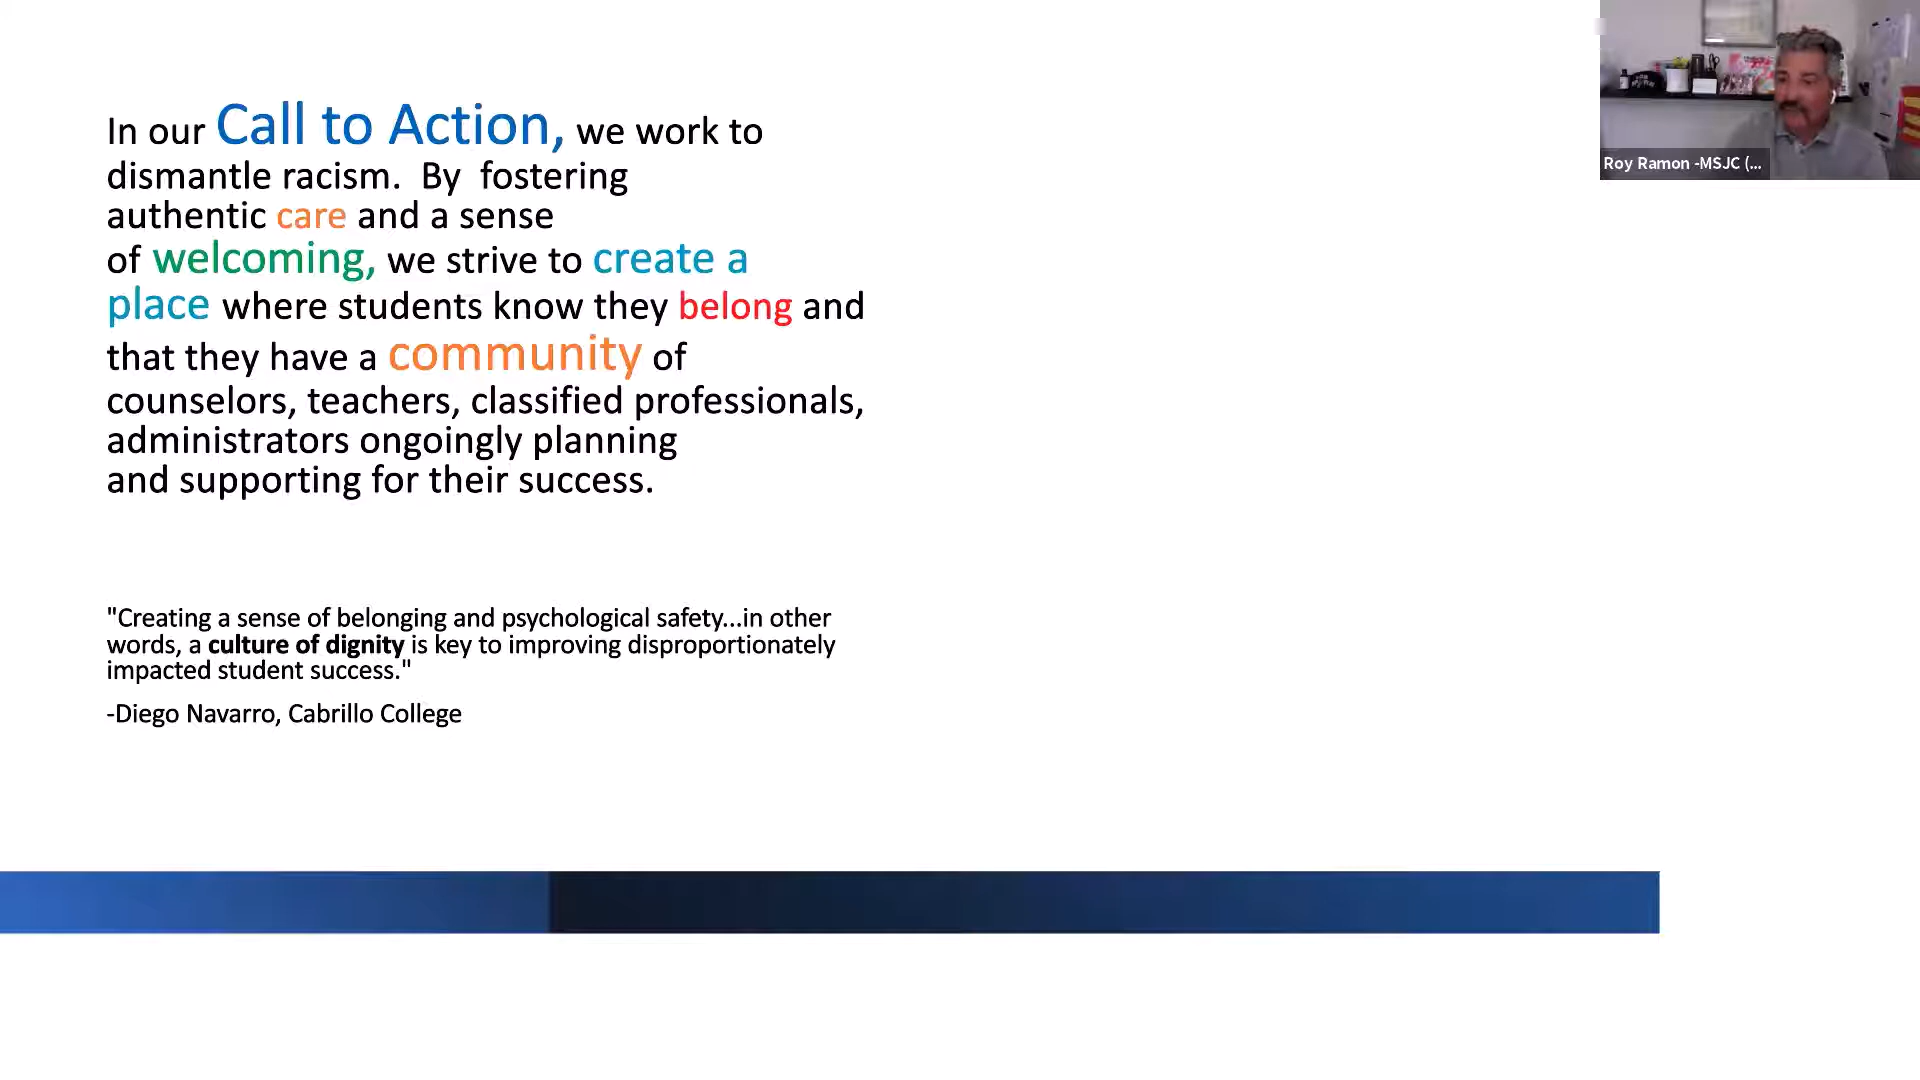 In our Call to Action, we work to
dismantle racism.  By  fostering
authentic care and a sense
of welcoming, we strive to create a
place where students know they belong and
that they have a community of
counselors, teachers, classified professionals,
administrators ongoingly planning
and supporting for their success.
"Creating a sense of belonging and psychological safety...in other
words, a culture of dignity is key to improving disproportionately
impacted student success."
-Diego Navarro, Cabrillo College
Roy Ramon -MSJC (...